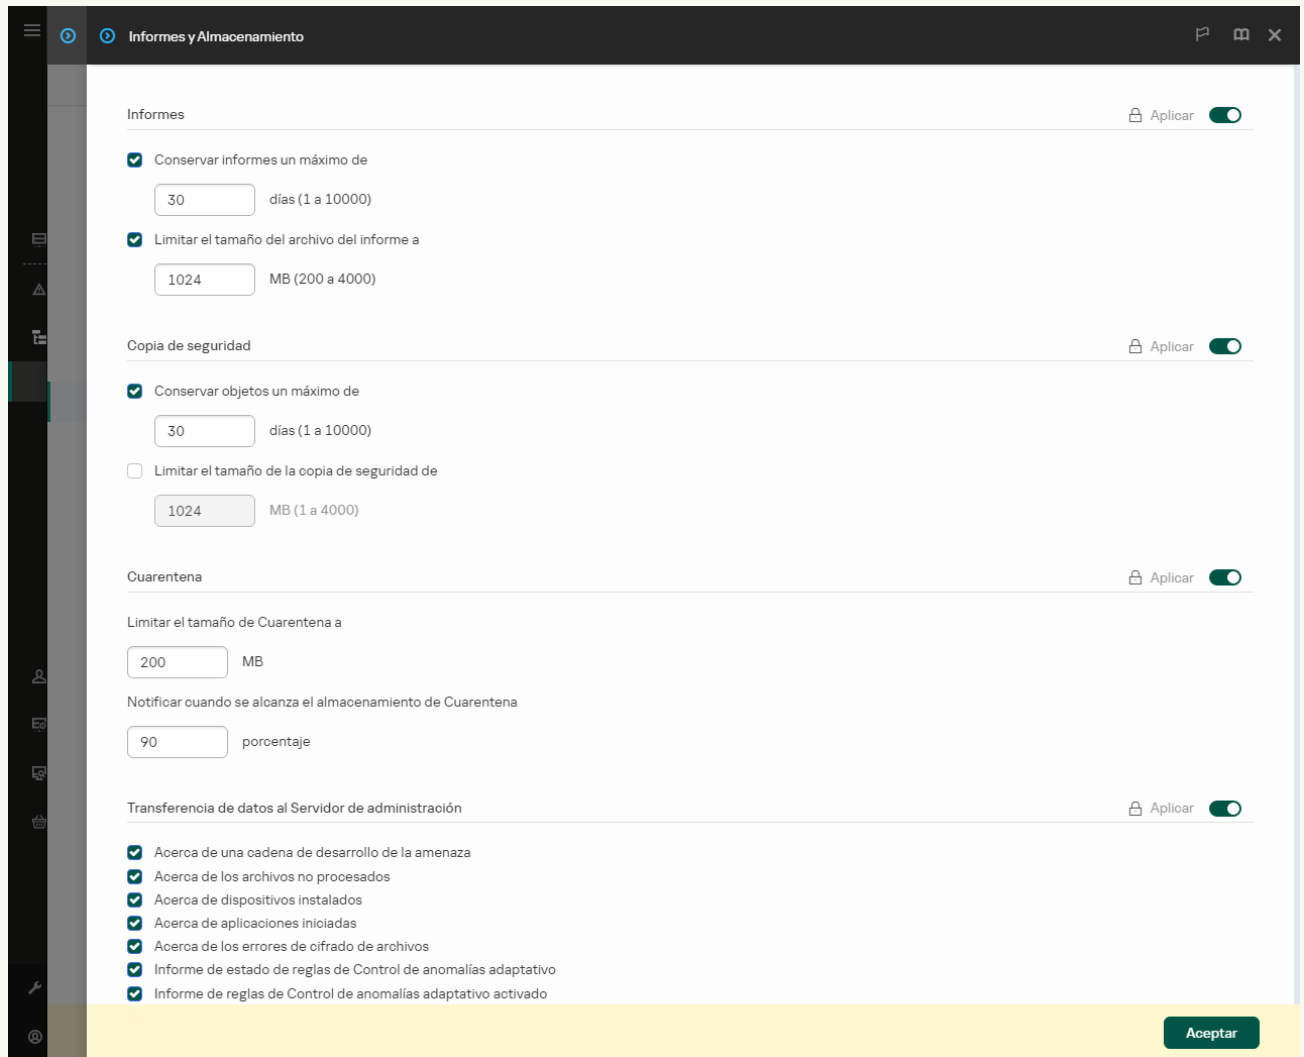 Informes y Almacenamiento
Informes Aplicar
Conservar informes un máximo de
30 días (1 a 10000)
Limitar el tamaño del archivo del informe a
1024 MB (200 a 4000)
Copia de seguridad Aplicar
Conservar objetos un máximo de
30 días (1 a 10000)
Limitar el tamaño de la copia de seguridad de
1024 MB (1 a 4000)
Cuarentena Aplicar
Limitar el tamaño de Cuarentena a
200 MB
Notificar cuando se alcanza el almacenamiento de Cuarentena
90 porcentaje
Transferencia de datos al Servidor de administración Aplicar
Acerca de una cadena de desarrollo de la amenaza
Acerca de los archivos no procesados
Acerca de dispositivos instalados
Acerca de aplicaciones iniciadas
Acerca de los errores de cifrado de archivos
Informe de estado de reglas de Control de anomalías adaptativo
Informe de reglas de Control de anomalías adaptativo activado
Aceptar